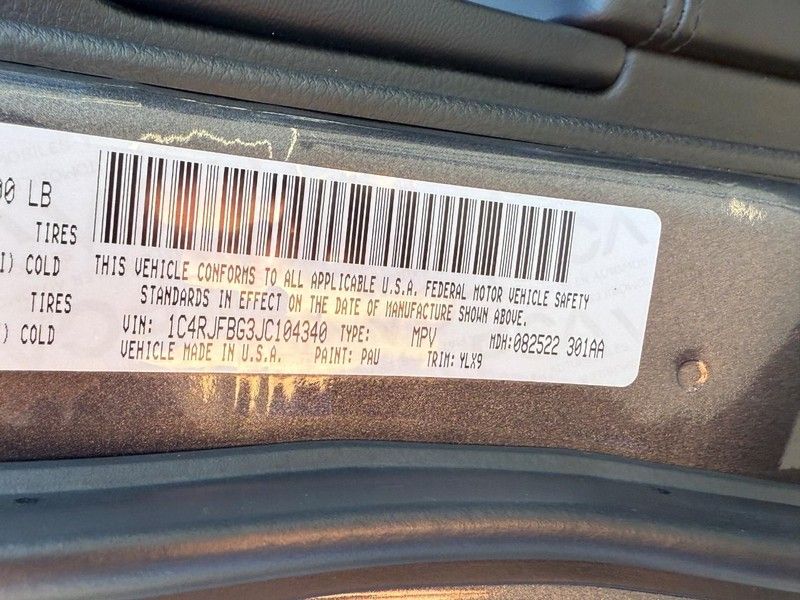 00 LB
TIRES
I) COLD
TIRES
) COLD
THIS VEHICLE CONFORMS TO ALL APPLICABLE U.S.A. FEDERAL MOTOR VEHICLE SAFETY
STANDARDS IN EFFECT ON THE DATE OF MANUFACTURE SHOWN ABOVE.
VIN: 1C4RJFBG3JC104340 TYPE: MPV MDH:082522 301AA
VEHICLE MADE IN U.S.A. PAINT: PAU TRIM: YLX9